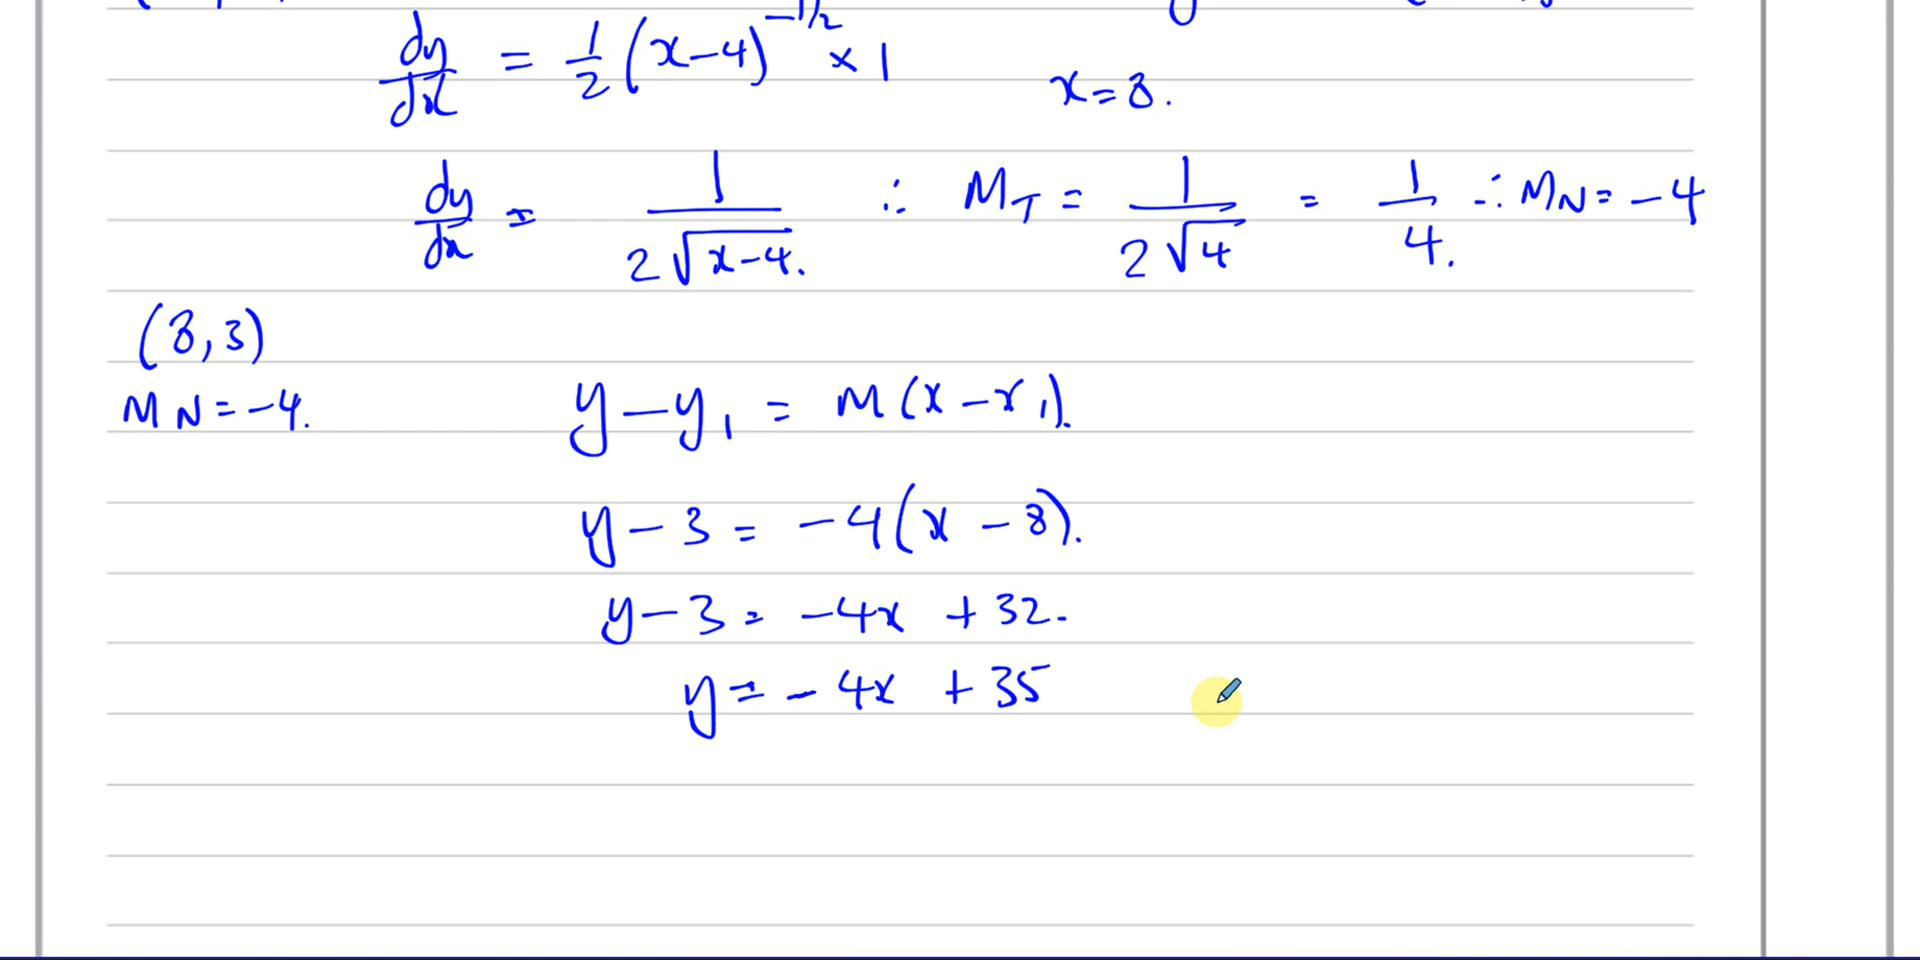 dy/dx = 1/2 (x-4)^-1/2 × 1
x=8.
dy/dx = 1/(2√(x-4)). ∴ M_T = 1/(2√4) = 1/4. ∴ M_N = -4
(8,3)
M_N = -4.
y-y₁ = m(x-x₁).
y-3 = -4(x-8).
y-3 = -4x +32.
y = -4x +35